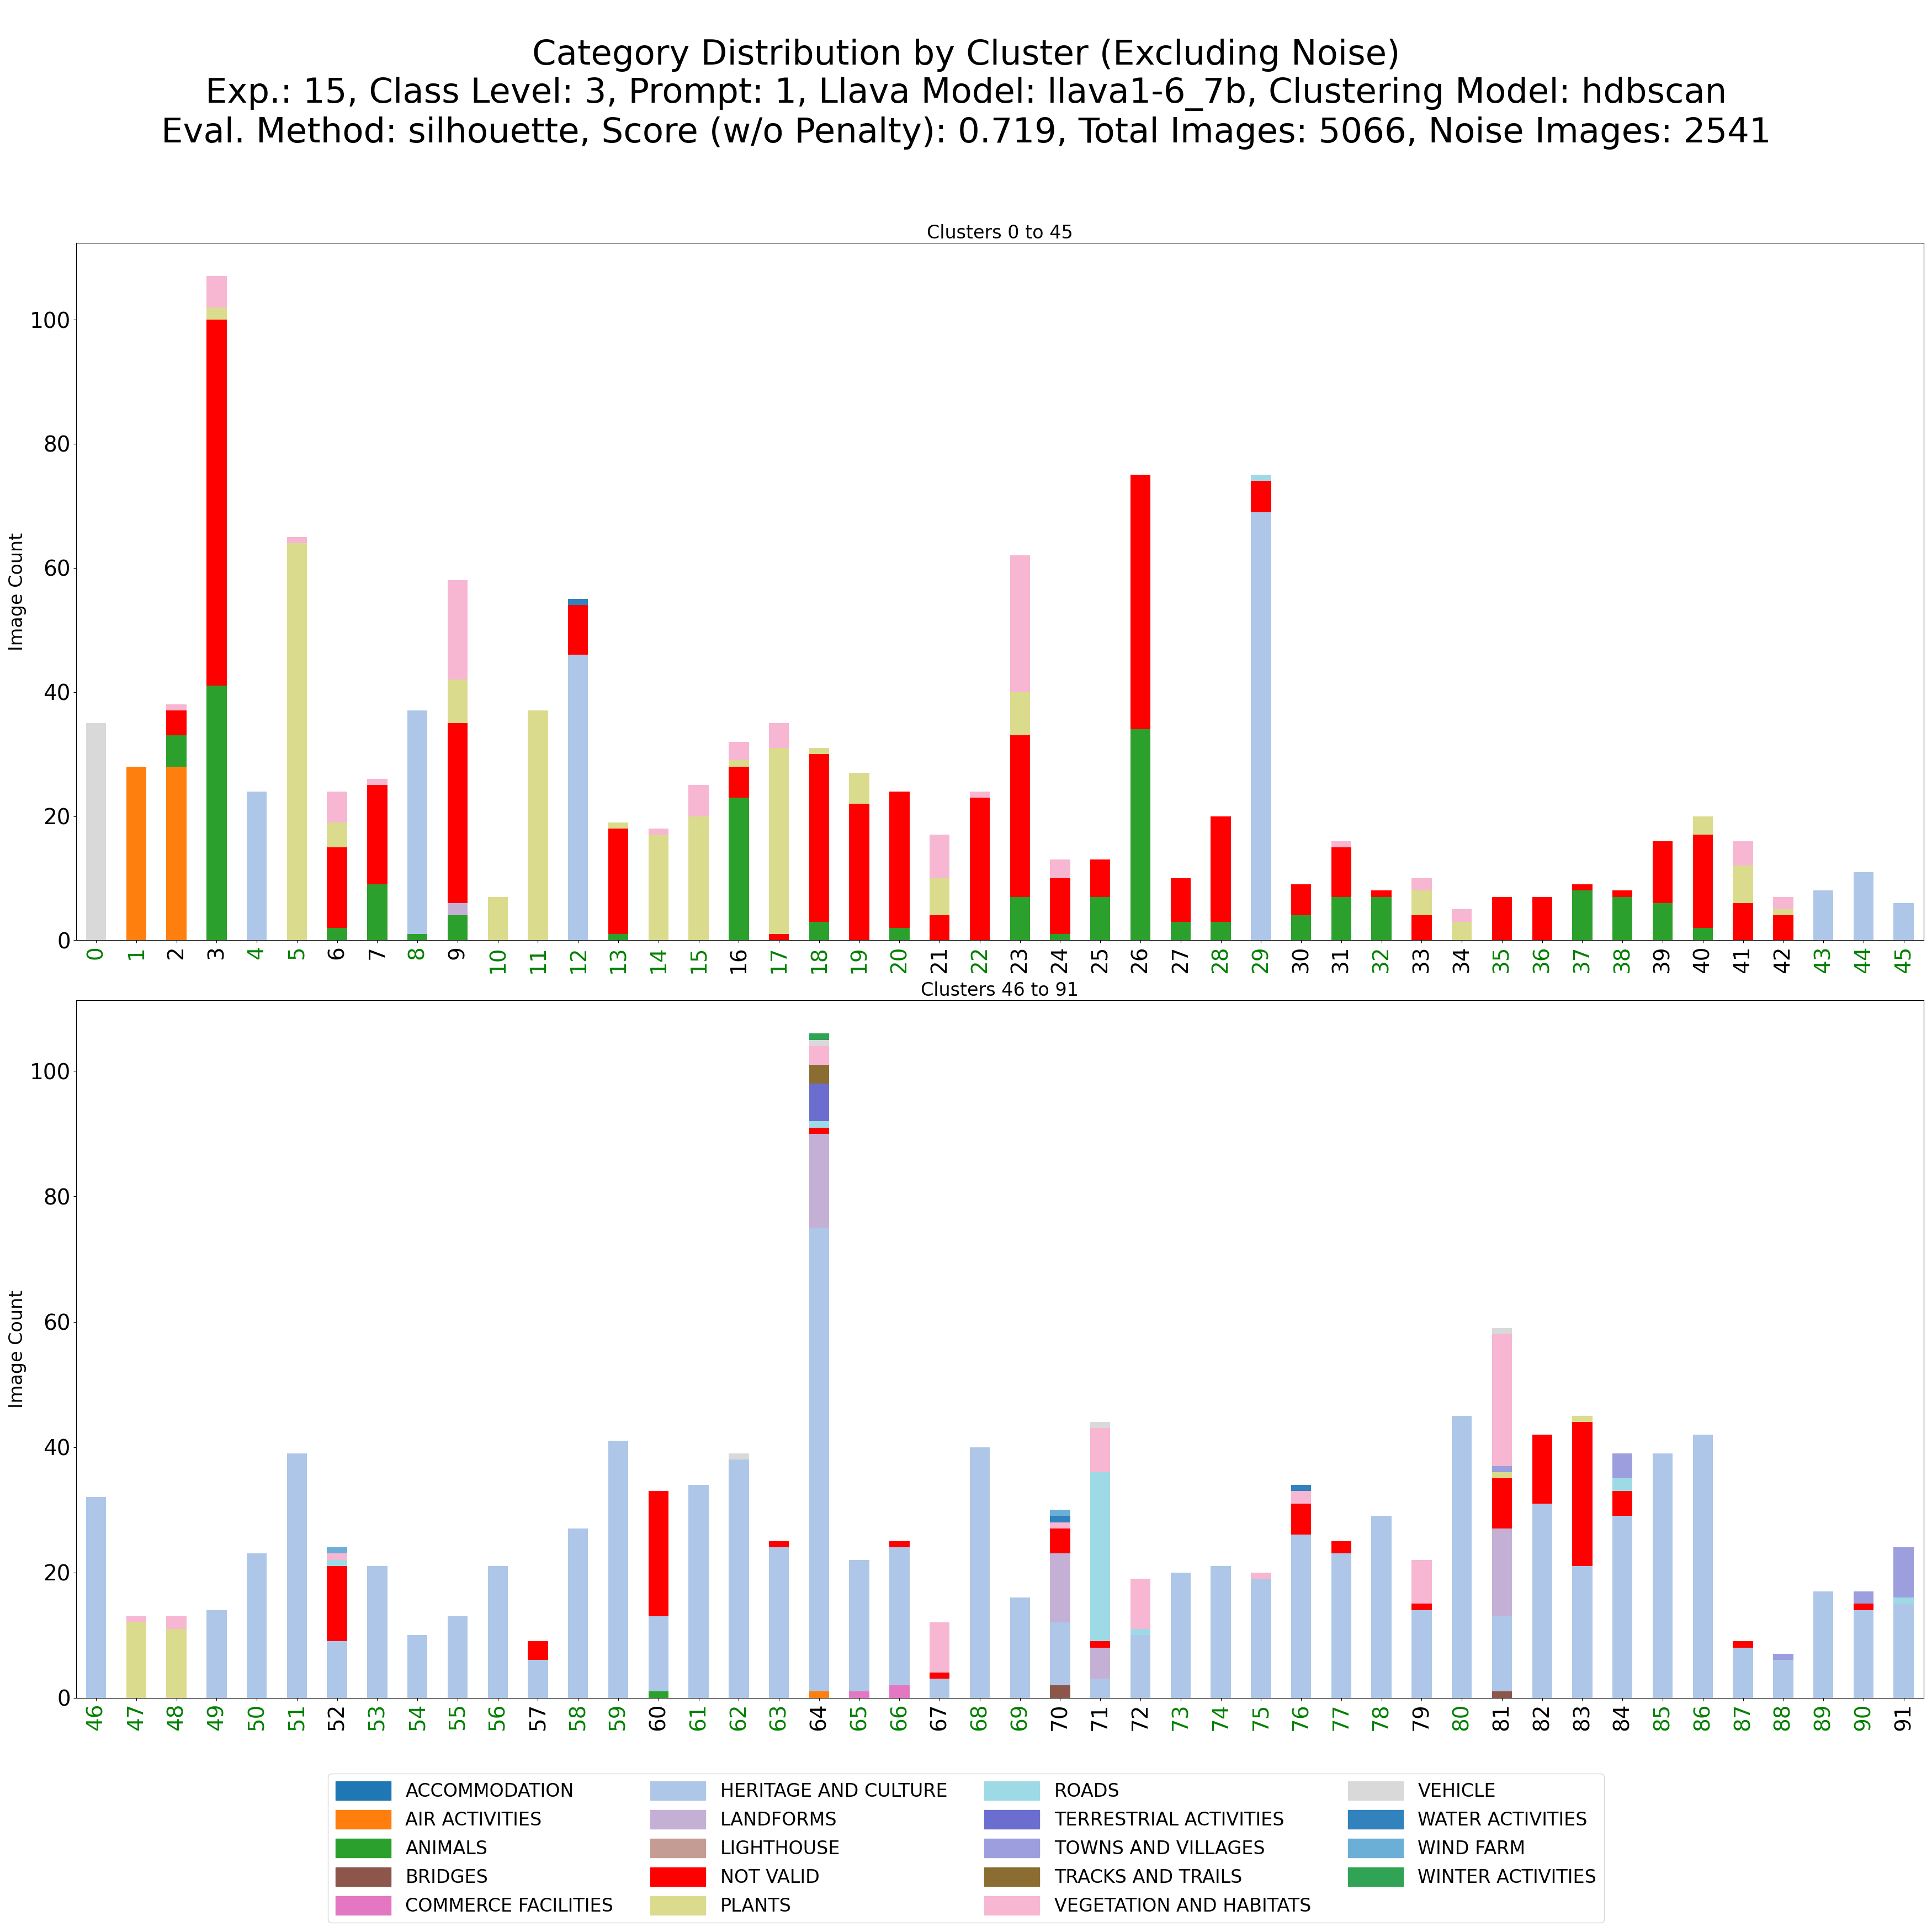 Category Distribution by Cluster (Excluding Noise)
Exp.: 15, Class Level: 3, Prompt: 1, Llava Model: llava1-6_7b, Clustering Model: hdbscan
Eval. Method: silhouette, Score (w/o Penalty): 0.719, Total Images: 5066, Noise Images: 2541
Clusters 0 to 45
Image Count
100
80
60
40
20
0
0 1 2 3 4 5 6 7 8 9 10 11 12 13 14 15 16 17 18 19 20 21 22 23 24 25 26 27 28 29 30 31 32 33 34 35 36 37 38 39 40 41 42 43 44 45
Clusters 46 to 91
Image Count
100
80
60
40
20
0
46 47 48 49 50 51 52 53 54 55 56 57 58 59 60 61 62 63 64 65 66 67 68 69 70 71 72 73 74 75 76 77 78 79 80 81 82 83 84 85 86 87 88 89 90 91
ACCOMMODATION
AIR ACTIVITIES
ANIMALS
BRIDGES
COMMERCE FACILITIES
HERITAGE AND CULTURE
LANDFORMS
LIGHTHOUSE
NOT VALID
PLANTS
ROADS
TERRESTRIAL ACTIVITIES
TOWNS AND VILLAGES
TRACKS AND TRAILS
VEGETATION AND HABITATS
VEHICLE
WATER ACTIVITIES
WIND FARM
WINTER ACTIVITIES